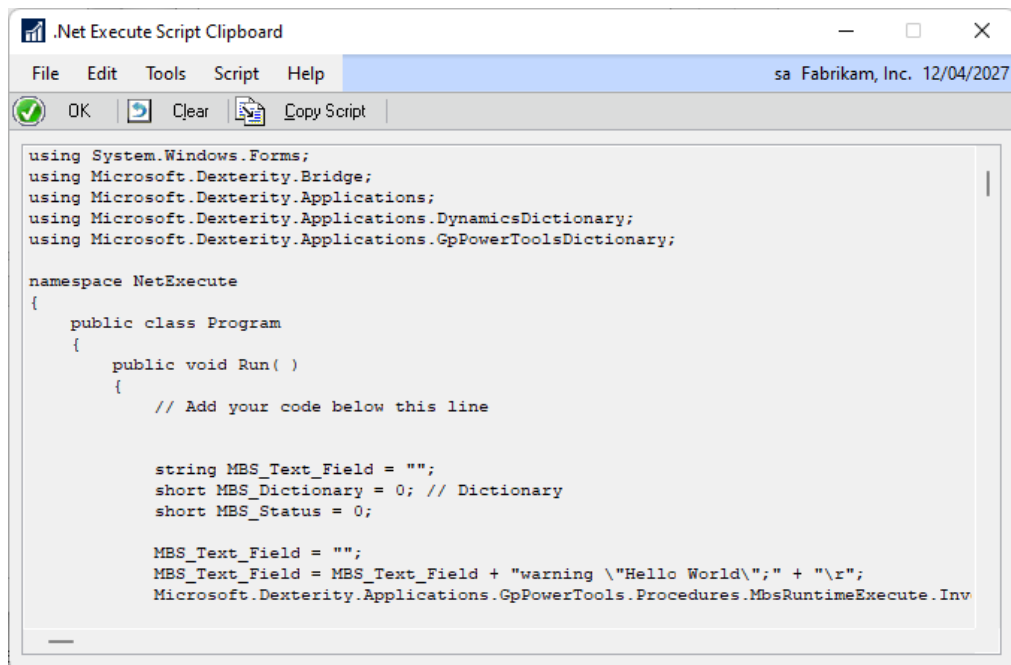 .Net Execute Script Clipboard
File Edit Tools Script Help sa Fabrikam, Inc. 12/04/2027
OK Clear Copy Script
using System.Windows.Forms;
using Microsoft.Dexterity.Bridge;
using Microsoft.Dexterity.Applications;
using Microsoft.Dexterity.Applications.DynamicsDictionary;
using Microsoft.Dexterity.Applications.GpPowerToolsDictionary;
namespace NetExecute
{
public class Program
{
public void Run( )
{
// Add your code below this line
string MBS_Text_Field = "";
short MBS_Dictionary = 0; // Dictionary
short MBS_Status = 0;
MBS_Text_Field = "";
MBS_Text_Field = MBS_Text_Field + "warning \"Hello World\";" + "\r";
Microsoft.Dexterity.Applications.GpPowerTools.Procedures.MbsRuntimeExecute.Inv